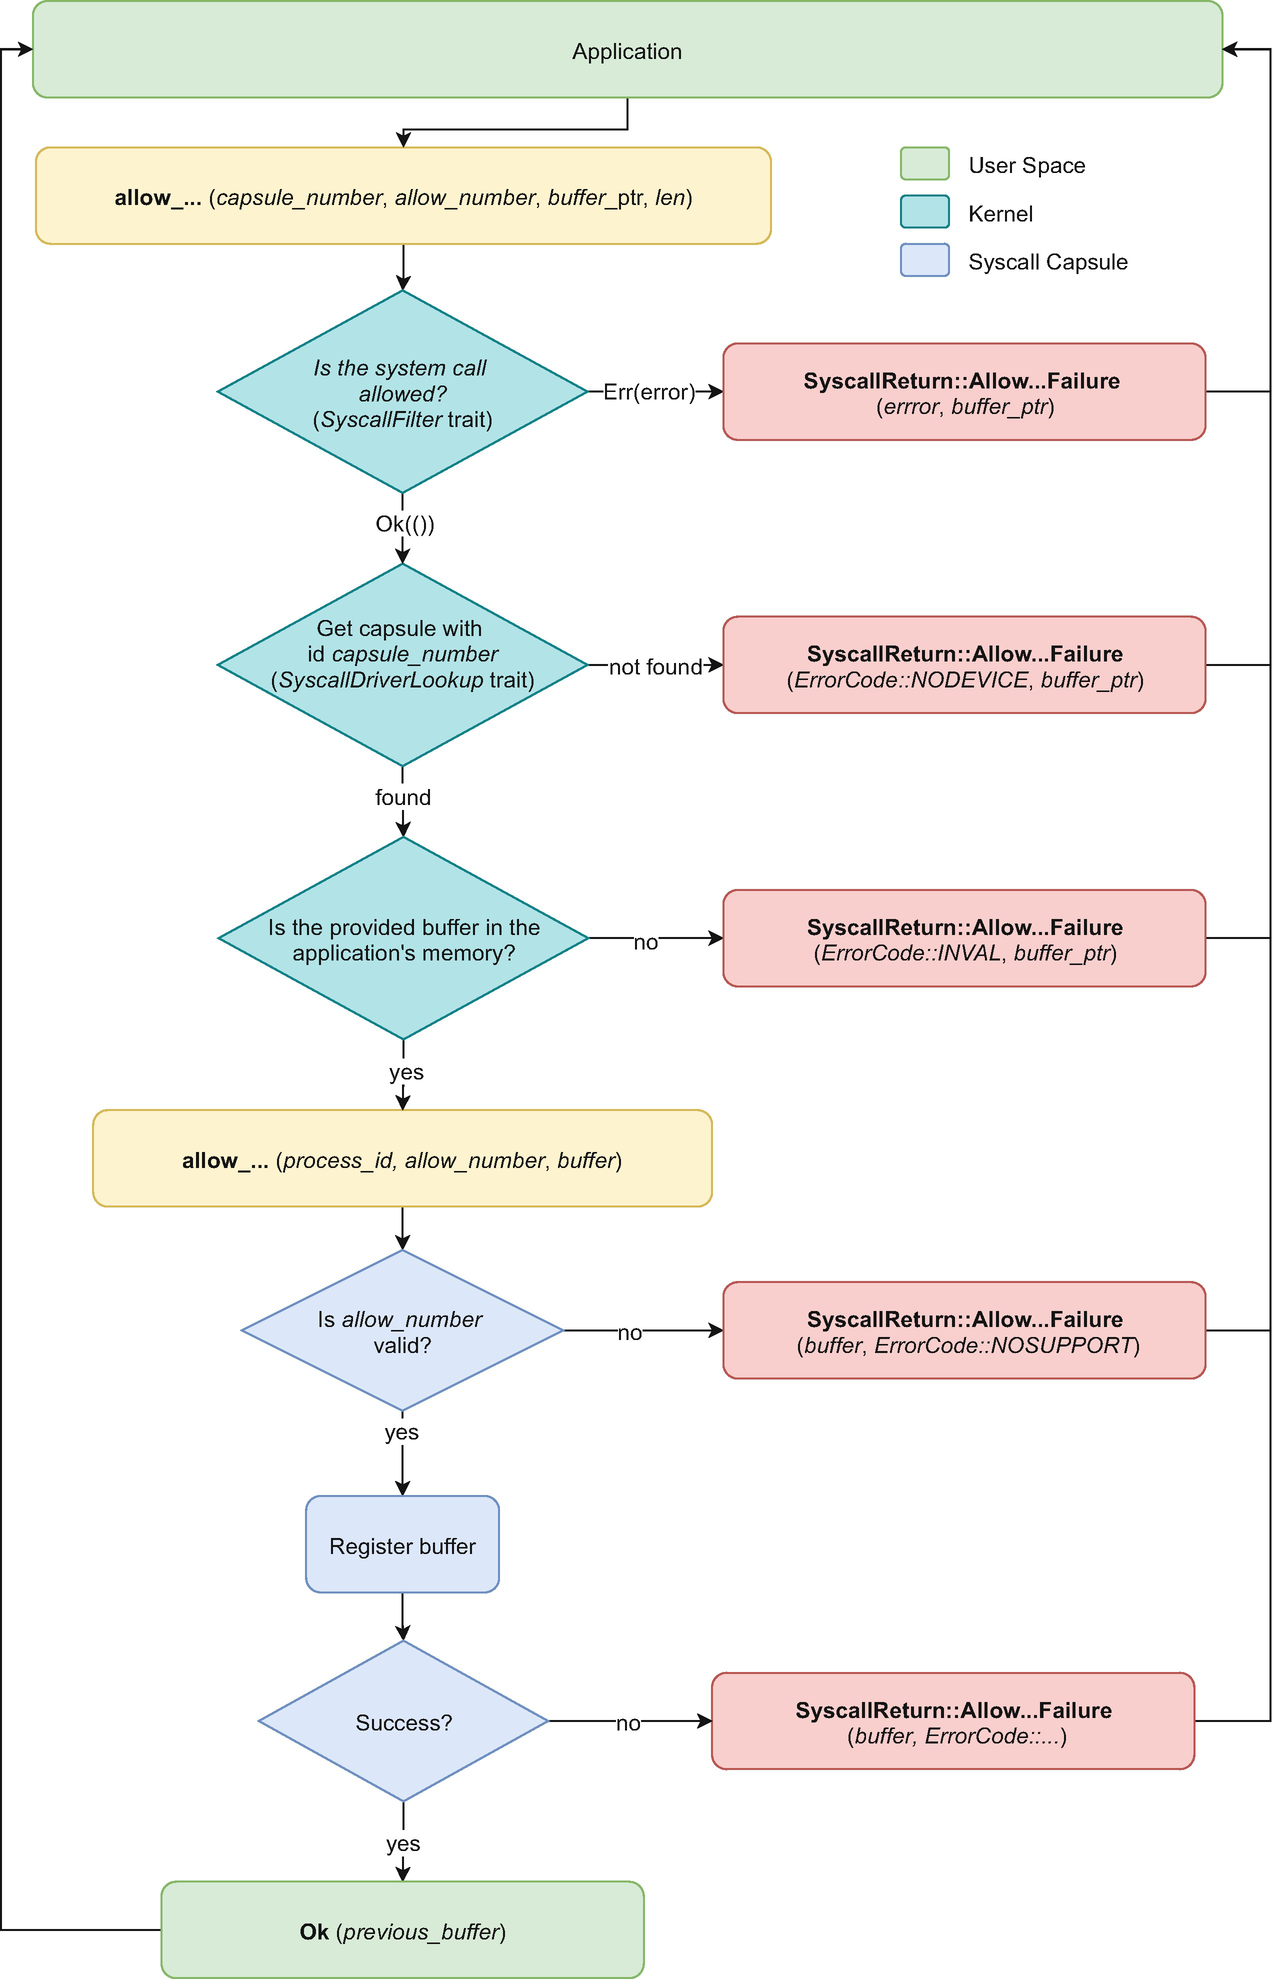 Application
allow_... (capsule_number, allow_number, buffer_ptr, len)
User Space
Kernel
Syscall Capsule
Is the system call
allowed?
(SyscallFilter trait)
Err(error)
SyscallReturn::Allow...Failure
(errror, buffer_ptr)
Ok(())
Get capsule with
id capsule_number
(SyscallDriverLookup trait)
not found
SyscallReturn::Allow...Failure
(ErrorCode::NODEVICE, buffer_ptr)
found
Is the provided buffer in the
application's memory?
no
SyscallReturn::Allow...Failure
(ErrorCode::INVAL, buffer_ptr)
yes
allow_... (process_id, allow_number, buffer)
Is allow_number
valid?
no
SyscallReturn::Allow...Failure
(buffer, ErrorCode::NOSUPPORT)
yes
Register buffer
Success?
no
SyscallReturn::Allow...Failure
(buffer, ErrorCode::...)
yes
Ok (previous_buffer)